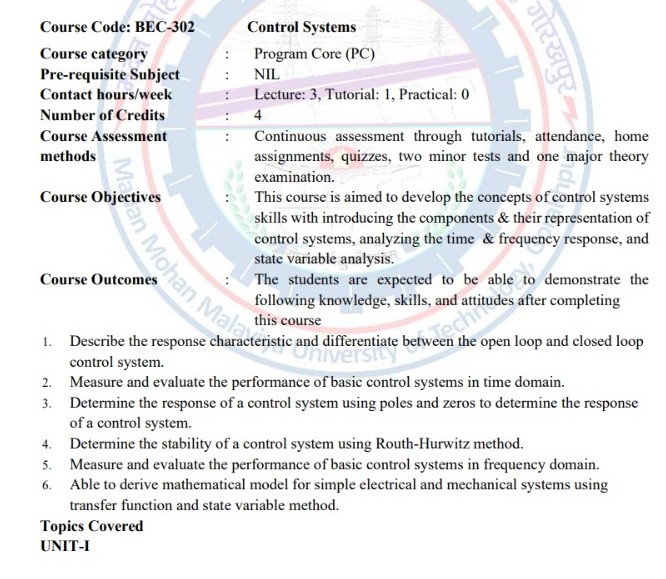 Course Code: BEC-302 Control Systems
Course category : Program Core (PC)
Pre-requisite Subject : NIL
Contact hours/week : Lecture: 3, Tutorial: 1, Practical: 0
Number of Credits : 4
Course Assessment : Continuous assessment through tutorials, attendance, home
methods assignments, quizzes, two minor tests and one major theory
examination.
Course Objectives : This course is aimed to develop the concepts of control systems
skills with introducing the components & their representation of
control systems, analyzing the time & frequency response, and
state variable analysis.
Course Outcomes : The students are expected to be able to demonstrate the
following knowledge, skills, and attitudes after completing
this course
1. Describe the response characteristic and differentiate between the open loop and closed loop
control system.
2. Measure and evaluate the performance of basic control systems in time domain.
3. Determine the response of a control system using poles and zeros to determine the response
of a control system.
4. Determine the stability of a control system using Routh-Hurwitz method.
5. Measure and evaluate the performance of basic control systems in frequency domain.
6. Able to derive mathematical model for simple electrical and mechanical systems using
transfer function and state variable method.
Topics Covered
UNIT-I
Madan Mohan Malaviya University of Technology, Gorakhpur
गोरखपुर